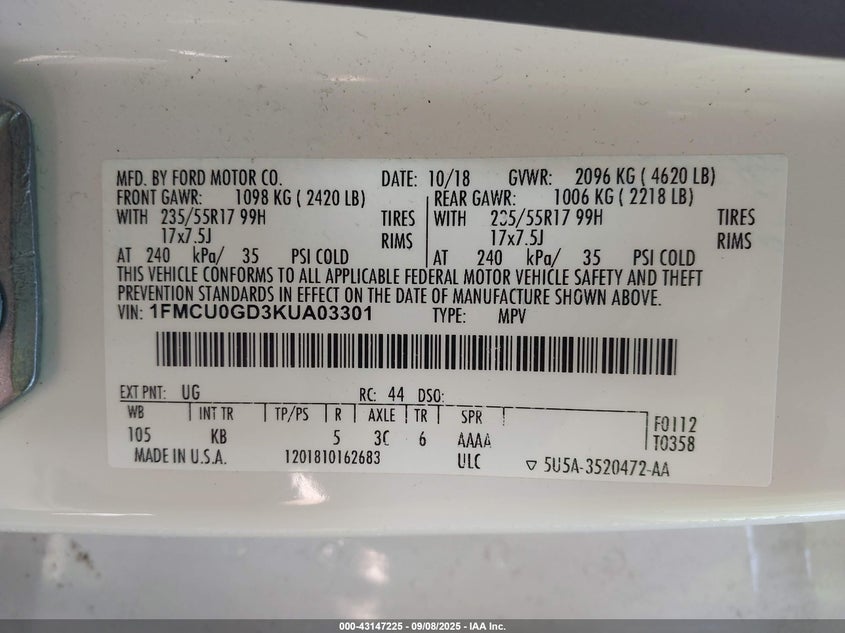 MFD. BY FORD MOTOR CO. DATE: 10/18 GVWR: 2096 KG ( 4620 LB)
FRONT GAWR: 1098 KG ( 2420 LB) REAR GAWR: 1006 KG ( 2218 LB)
WITH 235/55R17 99H TIRES WITH 235/55R17 99H TIRES
17x7.5J RIMS 17x7.5J RIMS
AT 240 kPa/ 35 PSI COLD AT 240 kPa/ 35 PSI COLD
THIS VEHICLE CONFORMS TO ALL APPLICABLE FEDERAL MOTOR VEHICLE SAFETY AND THEFT
PREVENTION STANDARDS IN EFFECT ON THE DATE OF MANUFACTURE SHOWN ABOVE.
VIN: 1FMCU0GD3KUA03301 TYPE: MPV
EXT PNT: UG RC: 44 DSO:
WB INT TR TP/PS R AXLE TR SPR F0112
105 KB 5 3C 6 AAAA T0358
MADE IN U.S.A. 1201810162683 ULC ▽ 5U5A-3520472-AA
000-43147225 - 09/08/2025 - IAA Inc.